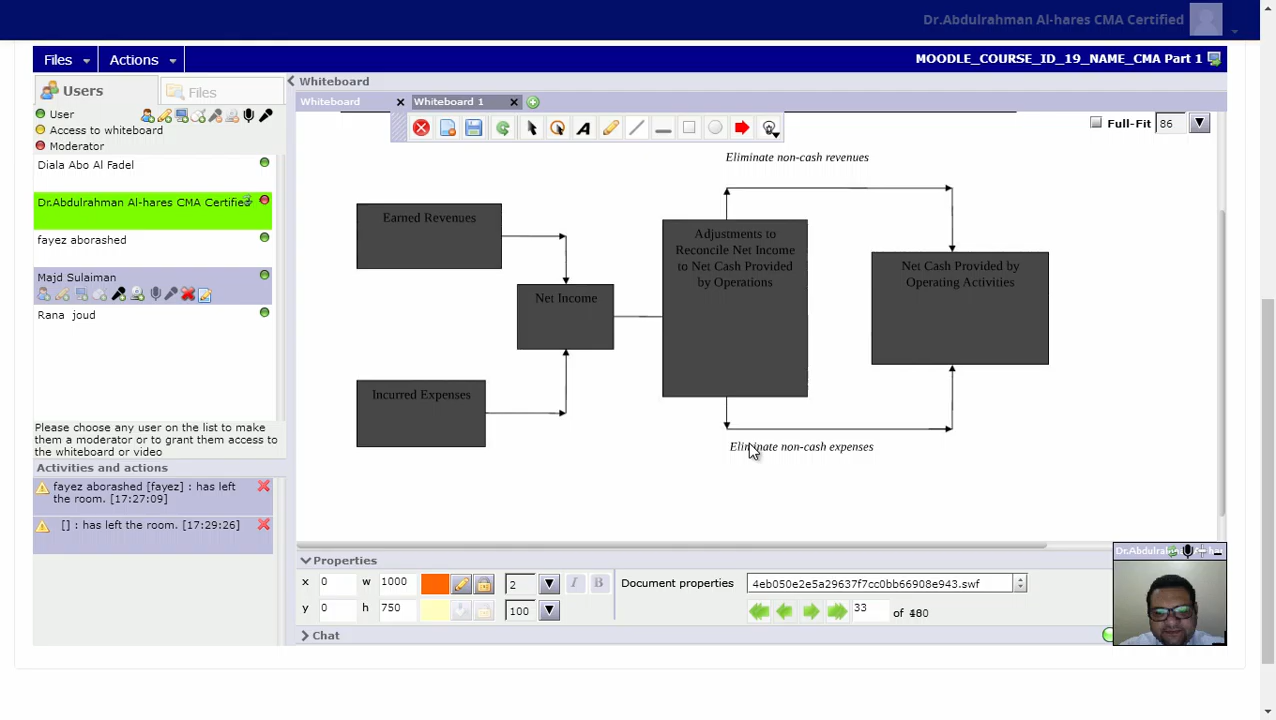 Dr.Abdulrahman Al-hares CMA Certified
Files
Actions
MOODLE_COURSE_ID_19_NAME_CMA Part 1
Users
Files
User
Access to whiteboard
Moderator
Diala Abo Al Fadel
Dr.Abdulrahman Al-hares CMA Certified
fayez aborashed
Majd Sulaiman
Rana joud
Please choose any user on the list to make
them a moderator or to grant them access to
the whiteboard or video
Activities and actions
fayez aborashed [fayez] : has left
the room. [17:27:09]
[] : has left the room. [17:29:26]
Whiteboard
Whiteboard
Whiteboard 1
A
Full-Fit
86
Eliminate non-cash revenues
Earned Revenues
Adjustments to
Reconcile Net Income
to Net Cash Provided
by Operations
Net Cash Provided by
Operating Activities
Net Income
Incurred Expenses
Eliminate non-cash expenses
Properties
x 0 w 1000
2
I B
Document properties
4eb050e2e5a29637f7cc0bb66908e943.swf
y 0 h 750
100
33
of
Chat